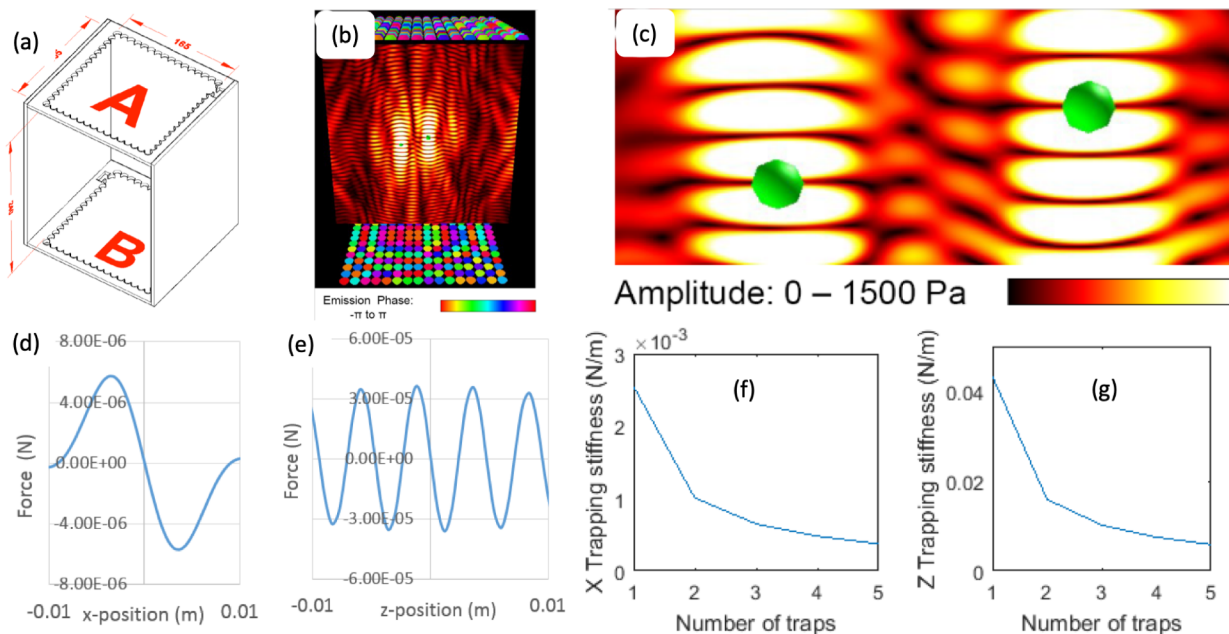 (a)
165
A
B
(b)
Emission Phase:
-π to π
(c)
Amplitude: 0 – 1500 Pa
(d)
8.00E-06
4.00E-06
0.00E+00
-4.00E-06
-8.00E-06
Force (N)
-0.01
x-position (m)
0.01
(e)
6.00E-05
3.00E-05
0.00E+00
-3.00E-05
-6.00E-05
Force (N)
-0.01
z-position (m)
0.01
(f)
× 10⁻³
3
2
1
0
X Trapping stiffness (N/m)
1 2 3 4 5
Number of traps
(g)
0.04
0.02
0
Z Trapping stiffness (N/m)
1 2 3 4 5
Number of traps